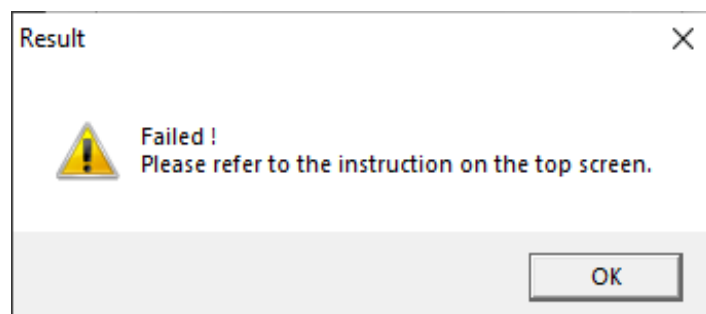 Result
Failed !
Please refer to the instruction on the top screen.
OK